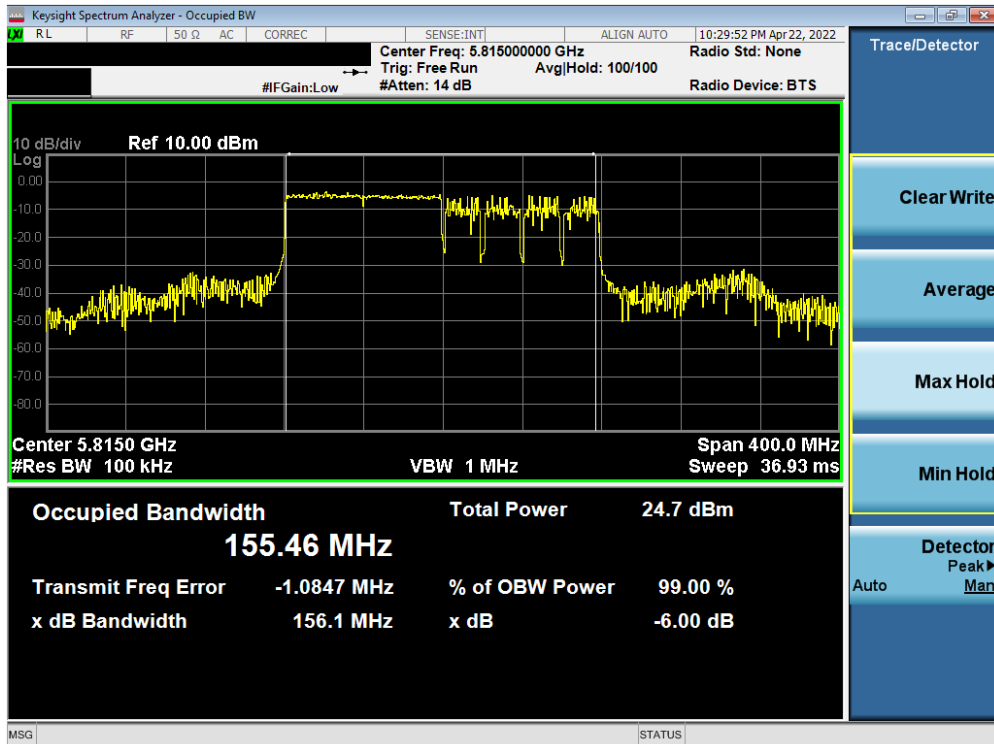 Keysight Spectrum Analyzer - Occupied BW
LXI RL RF 50 Ω AC CORREC SENSE:INT ALIGN AUTO 10:29:52 PM Apr 22, 2022
Center Freq: 5.815000000 GHz Radio Std: None
Trig: Free Run Avg|Hold: 100/100
#IFGain:Low #Atten: 14 dB Radio Device: BTS
10 dB/div Ref 10.00 dBm
Log
0.00
-10.0
-20.0
-30.0
-40.0
-50.0
-60.0
-70.0
-80.0
Center 5.8150 GHz Span 400.0 MHz
#Res BW 100 kHz VBW 1 MHz Sweep 36.93 ms
Occupied Bandwidth Total Power 24.7 dBm
155.46 MHz
Transmit Freq Error -1.0847 MHz % of OBW Power 99.00 %
x dB Bandwidth 156.1 MHz x dB -6.00 dB
Trace/Detector
Clear Write
Average
Max Hold
Min Hold
Detector
Peak
Auto Man
MSG STATUS